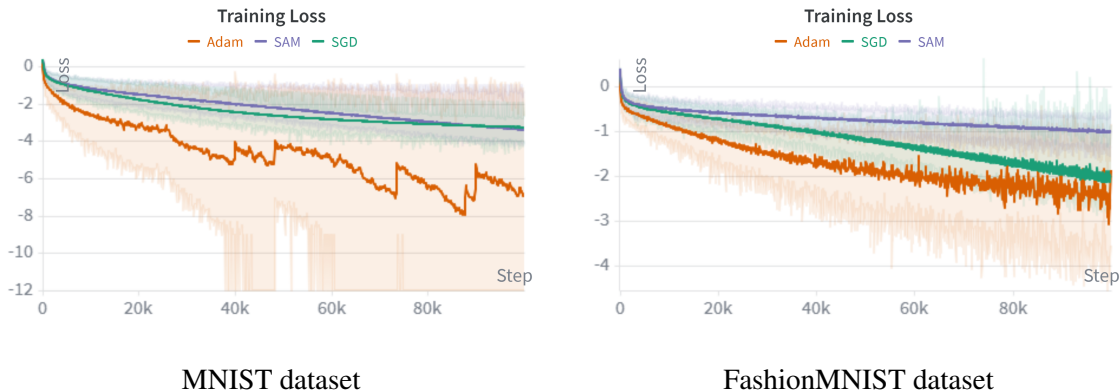 Training Loss
Adam SAM SGD
Loss
0
-2
-4
-6
-8
-10
-12
Step
0 20k 40k 60k 80k
MNIST dataset
Training Loss
Adam SGD SAM
Loss
0
-1
-2
-3
-4
Step
0 20k 40k 60k 80k
FashionMNIST dataset